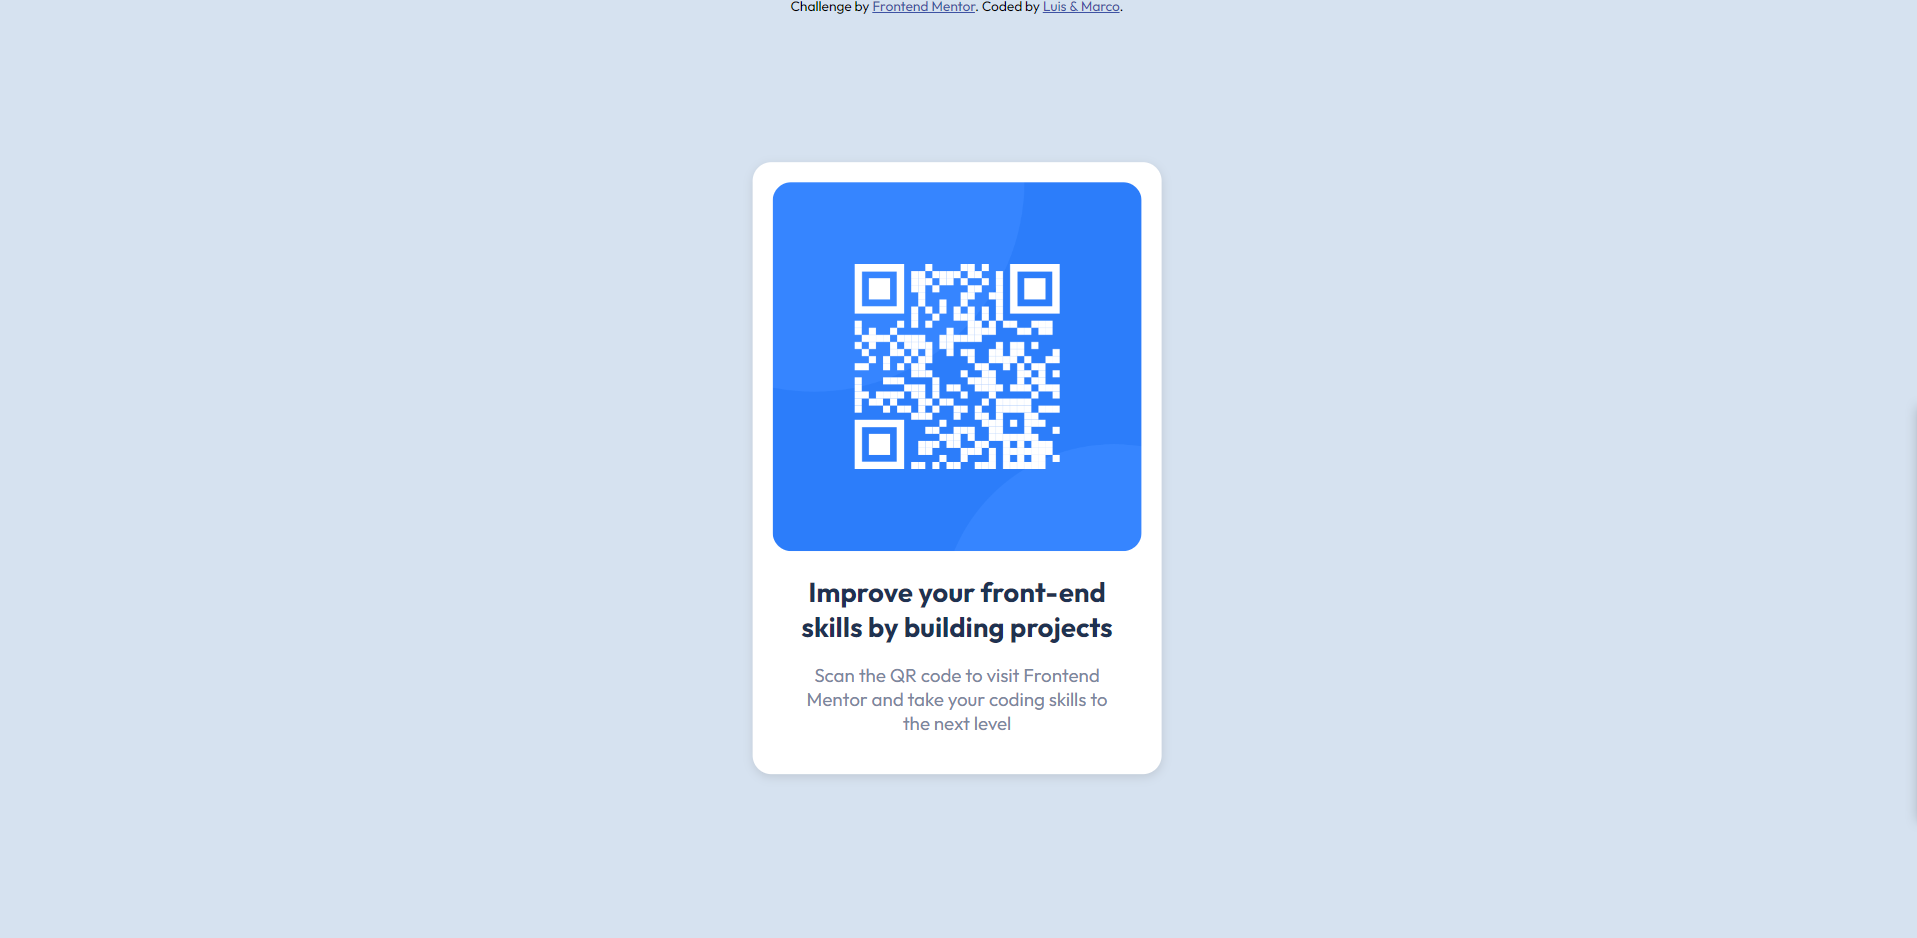 Challenge by Frontend Mentor. Coded by Luis & Marco.
Improve your front-end
skills by building projects
Scan the QR code to visit Frontend
Mentor and take your coding skills to
the next level